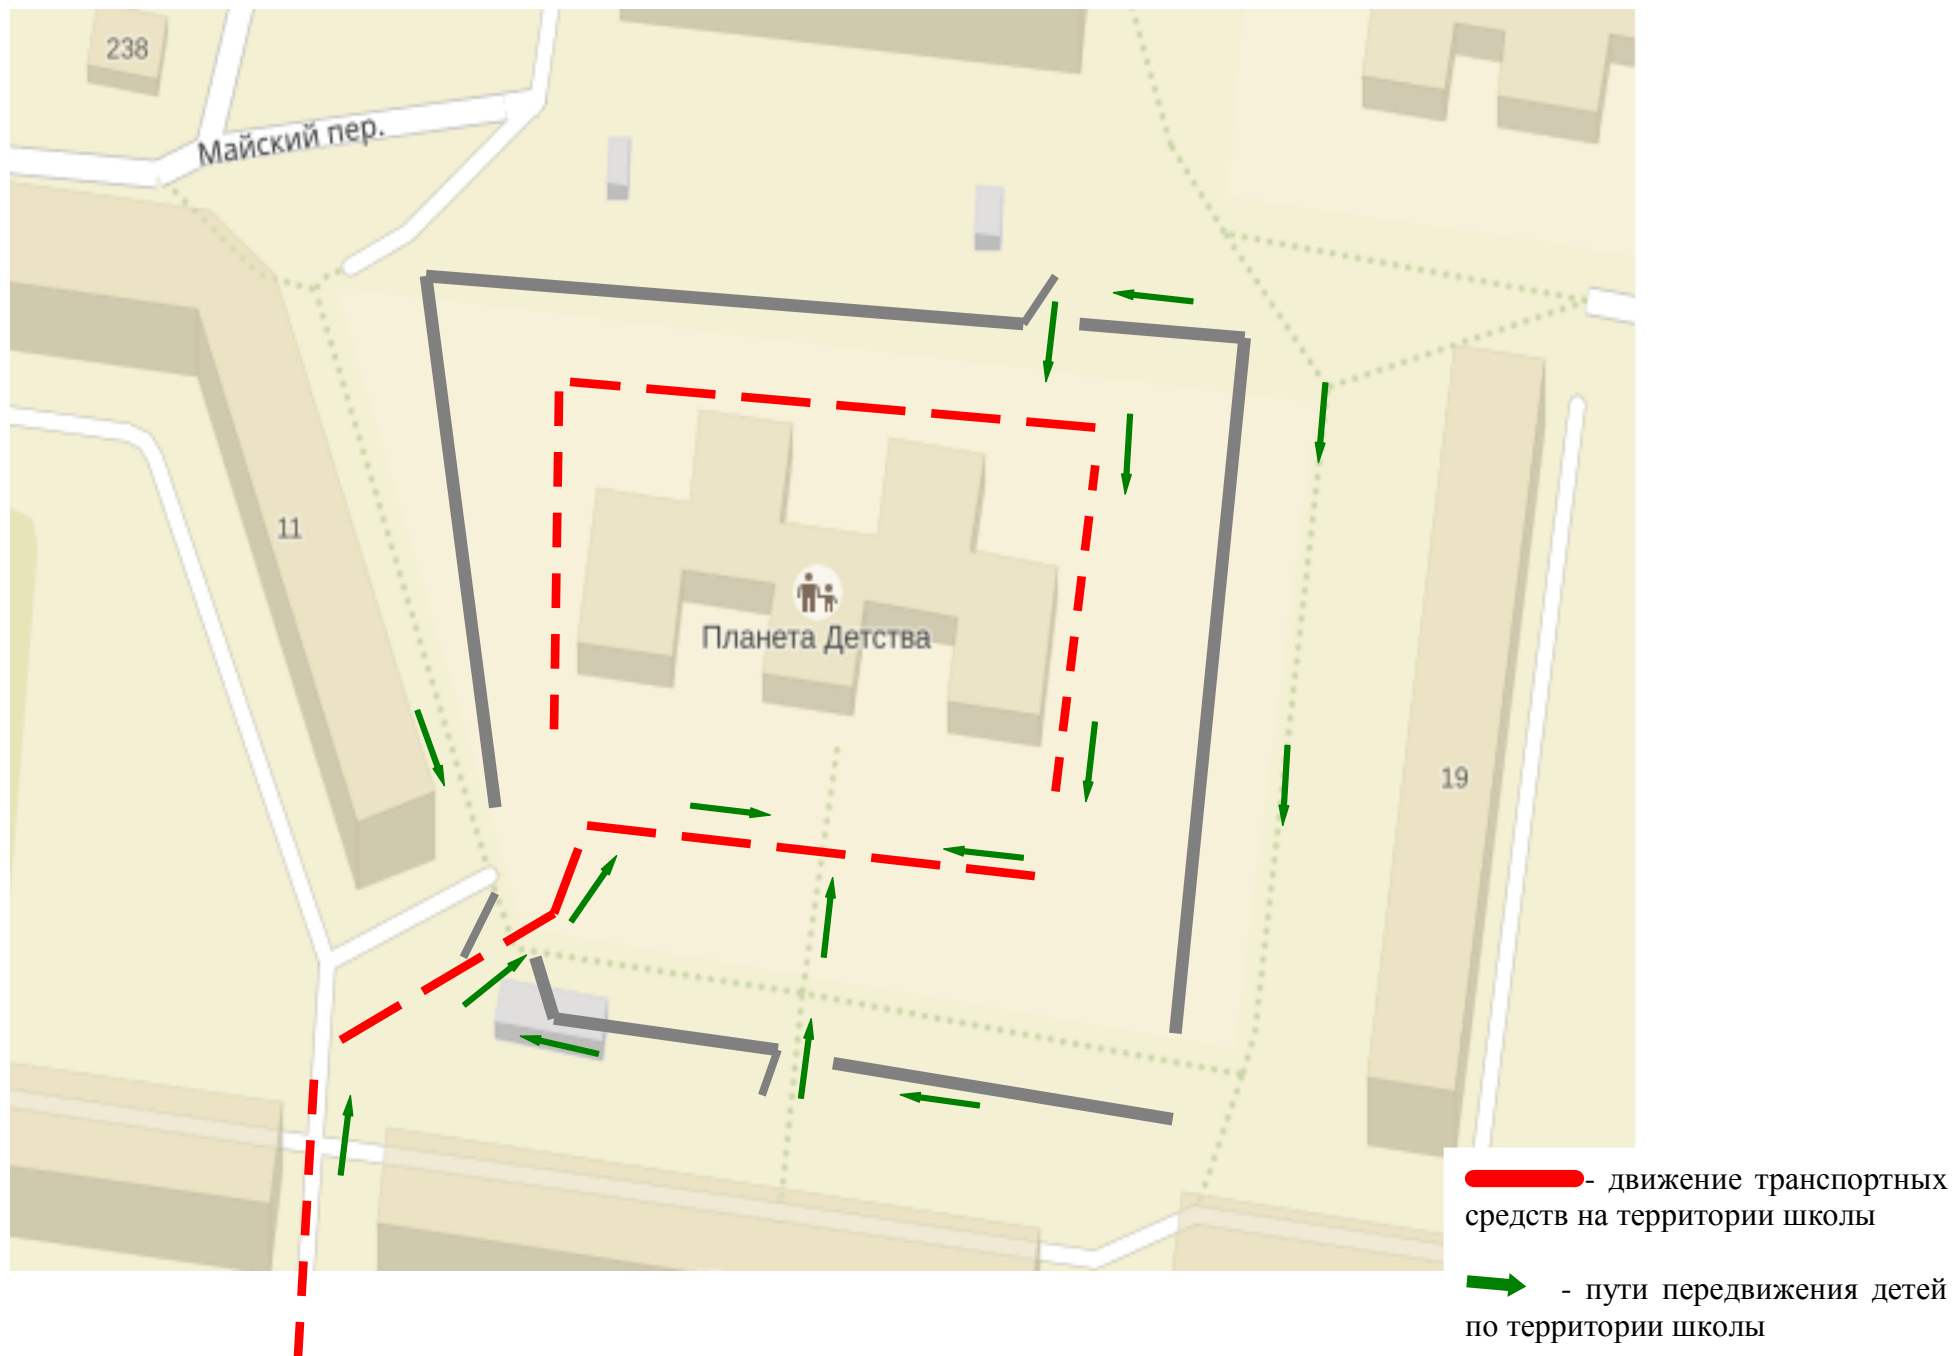 238
Майский пер.
11
Планета Детства
19
- движение транспортных
средств на территории школы
- пути передвижения детей
по территории школы